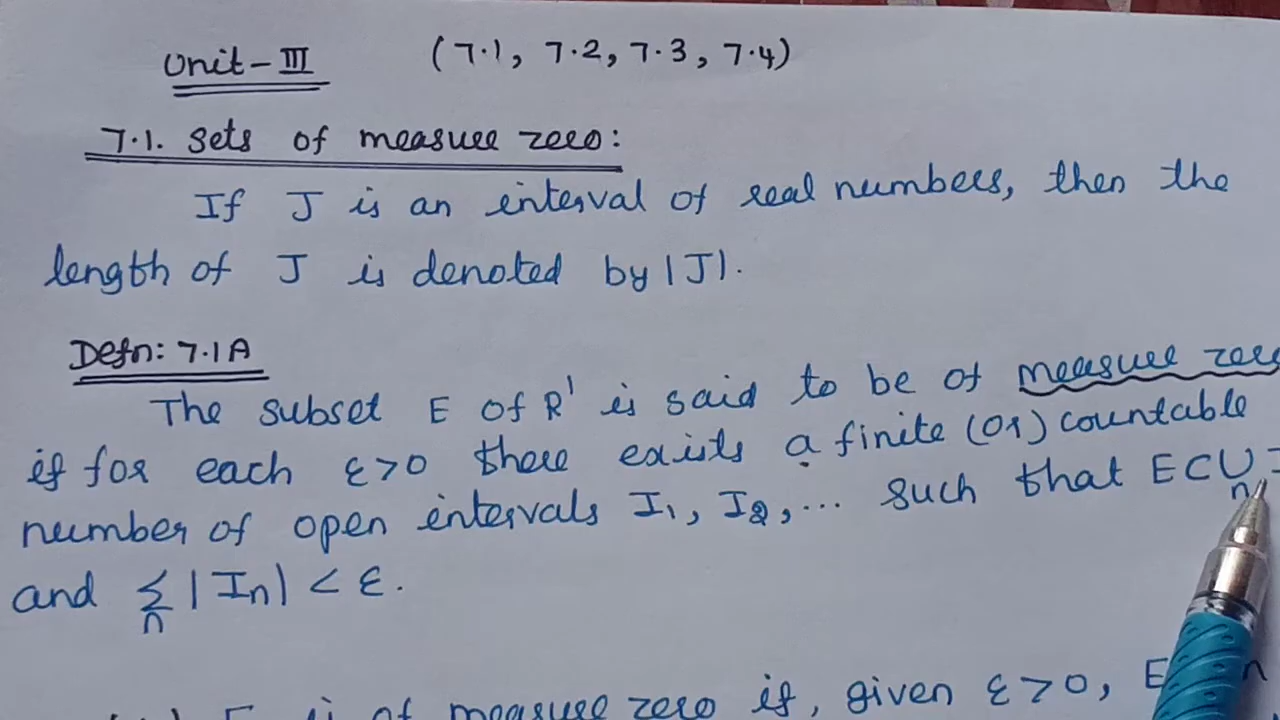 Unit-III (7.1, 7.2, 7.3, 7.4)
7.1. Sets of measure zero:
If J is an interval of real numbers, then the
length of J is denoted by |J|.
Defn: 7.1A
The subset E of R' is said to be of measure zero
if for each ε>0 there exists a finite (or) countable
number of open intervals I₁, I₂, ... such that E⊂∪
n
and Σ |In| < ε.
n
E is of measure zero if, given ε>0, E